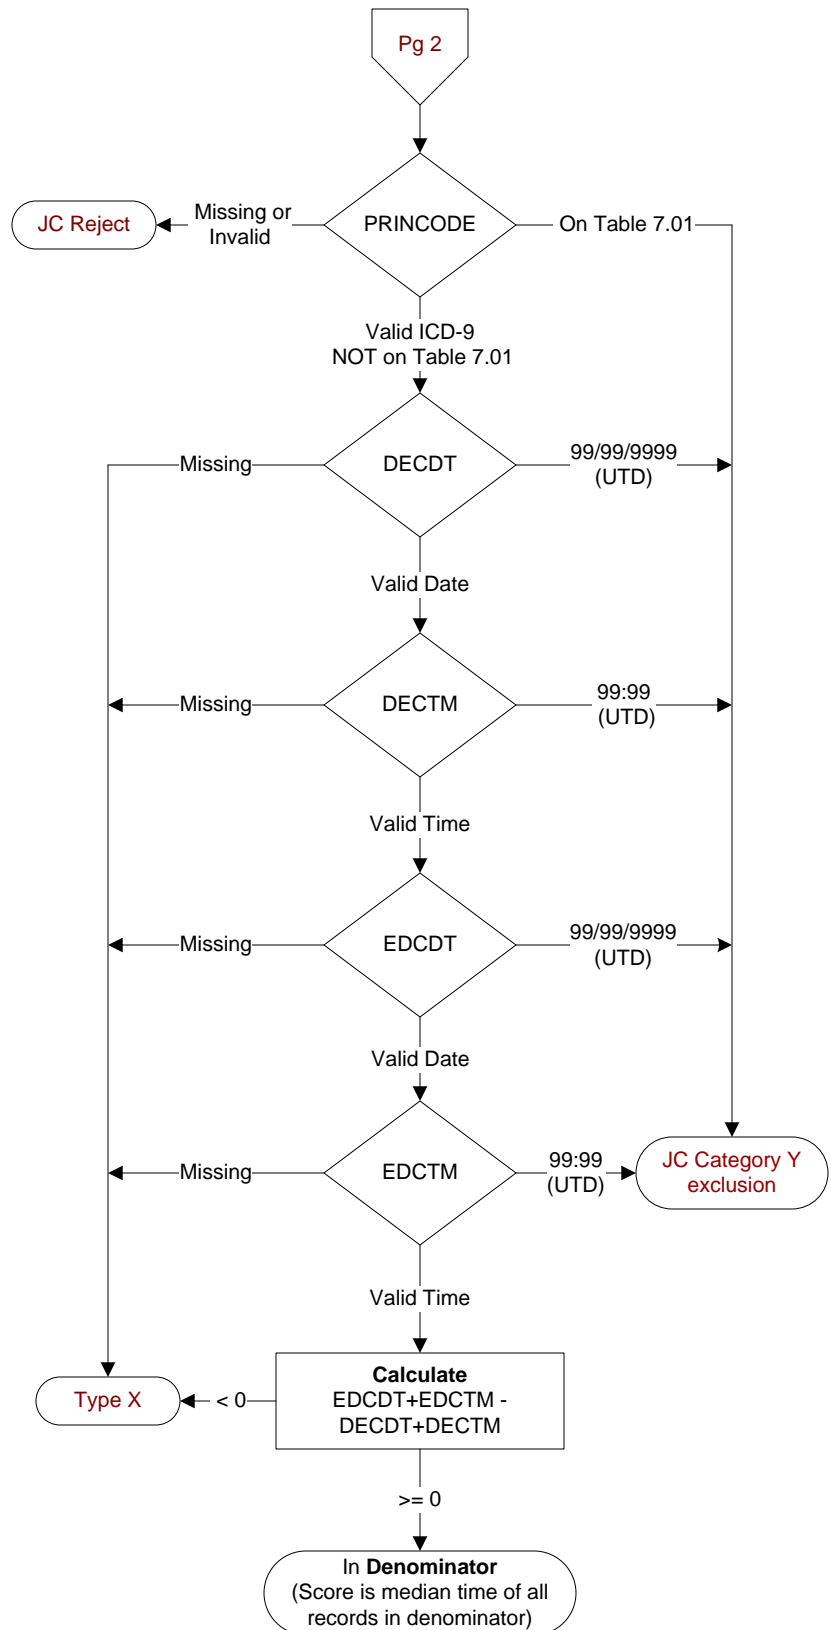 Pg 2
JC Reject
Missing or
Invalid
PRINCODE
On Table 7.01
Valid ICD-9
NOT on Table 7.01
Missing
DECDT
99/99/9999
(UTD)
Valid Date
Missing
DECTM
99:99
(UTD)
Valid Time
Missing
EDCDT
99/99/9999
(UTD)
Valid Date
Missing
EDCTM
99:99
(UTD)
JC Category Y
exclusion
Valid Time
Type X
< 0
Calculate
EDCDT+EDCTM -
DECDT+DECTM
>= 0
In Denominator
(Score is median time of all
records in denominator)